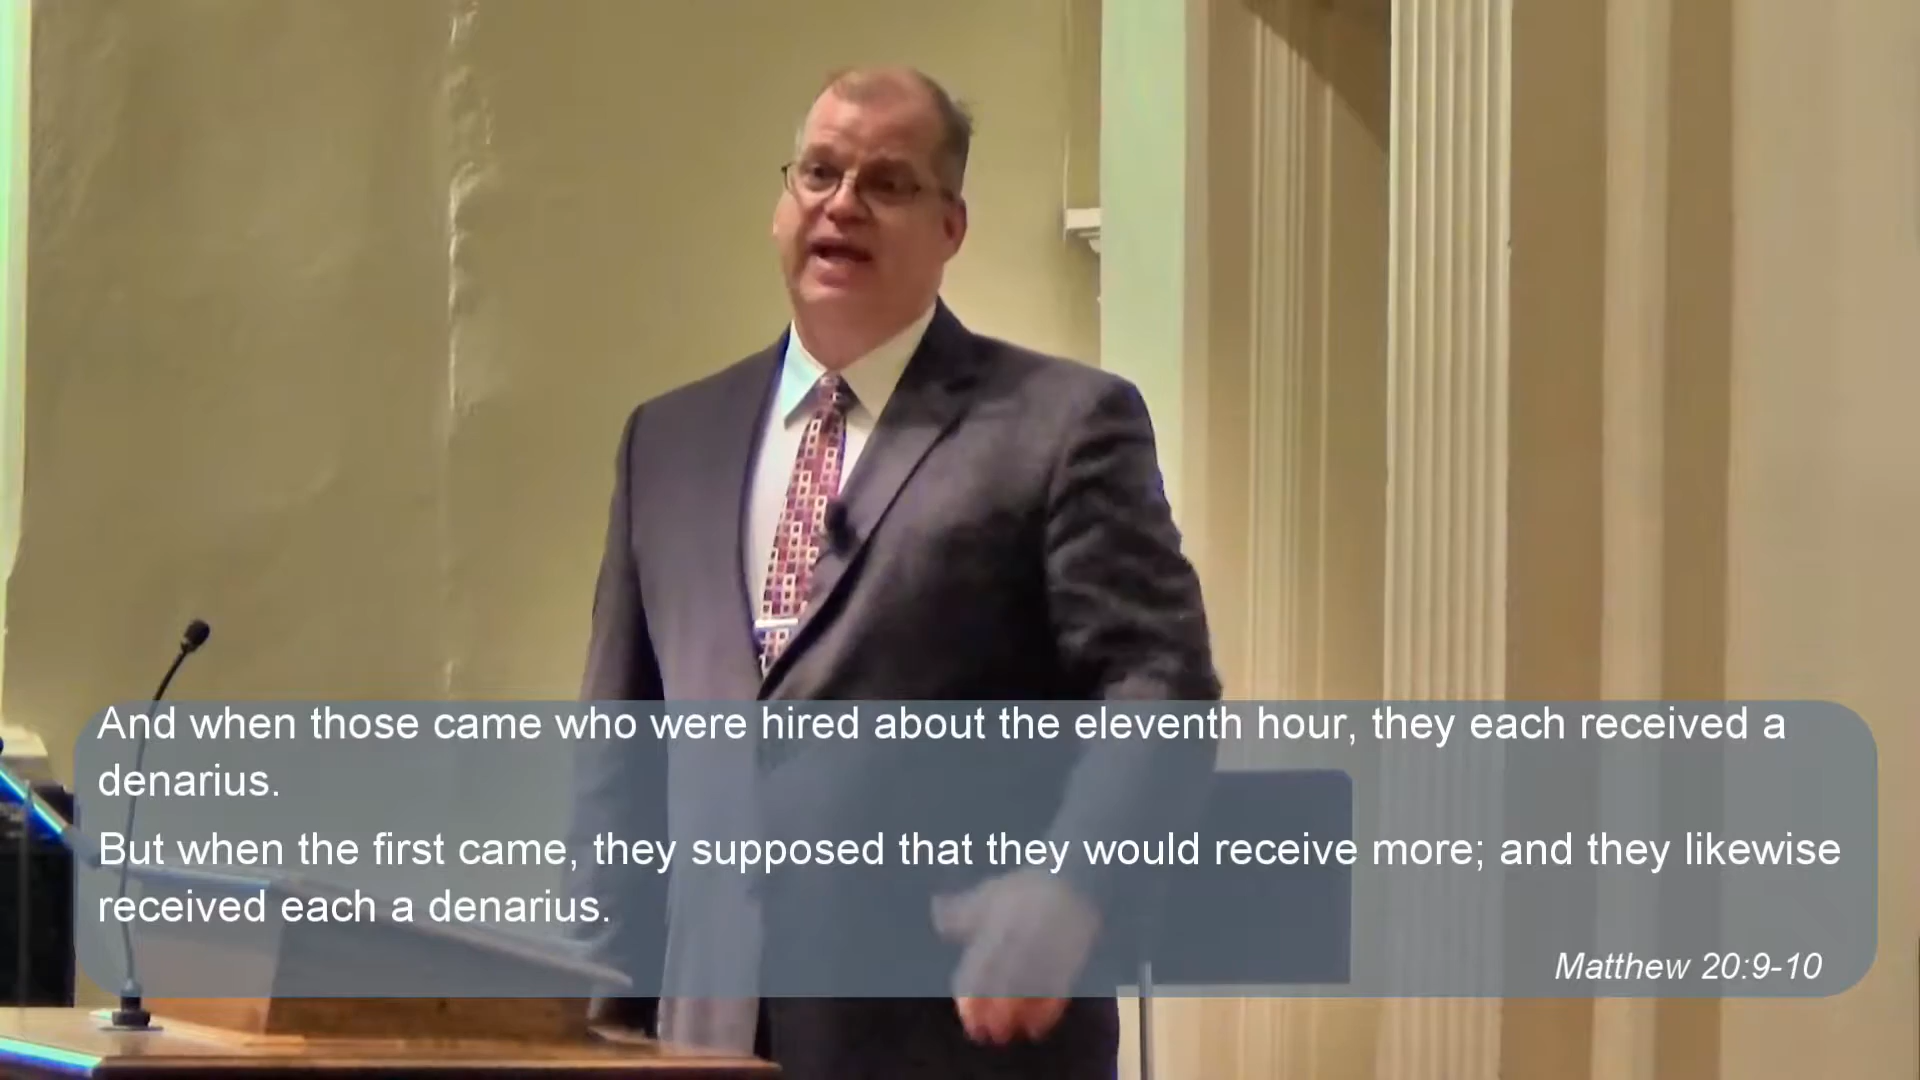 And when those came who were hired about the eleventh hour, they each received a
denarius.
But when the first came, they supposed that they would receive more; and they likewise
received each a denarius.
Matthew 20:9-10